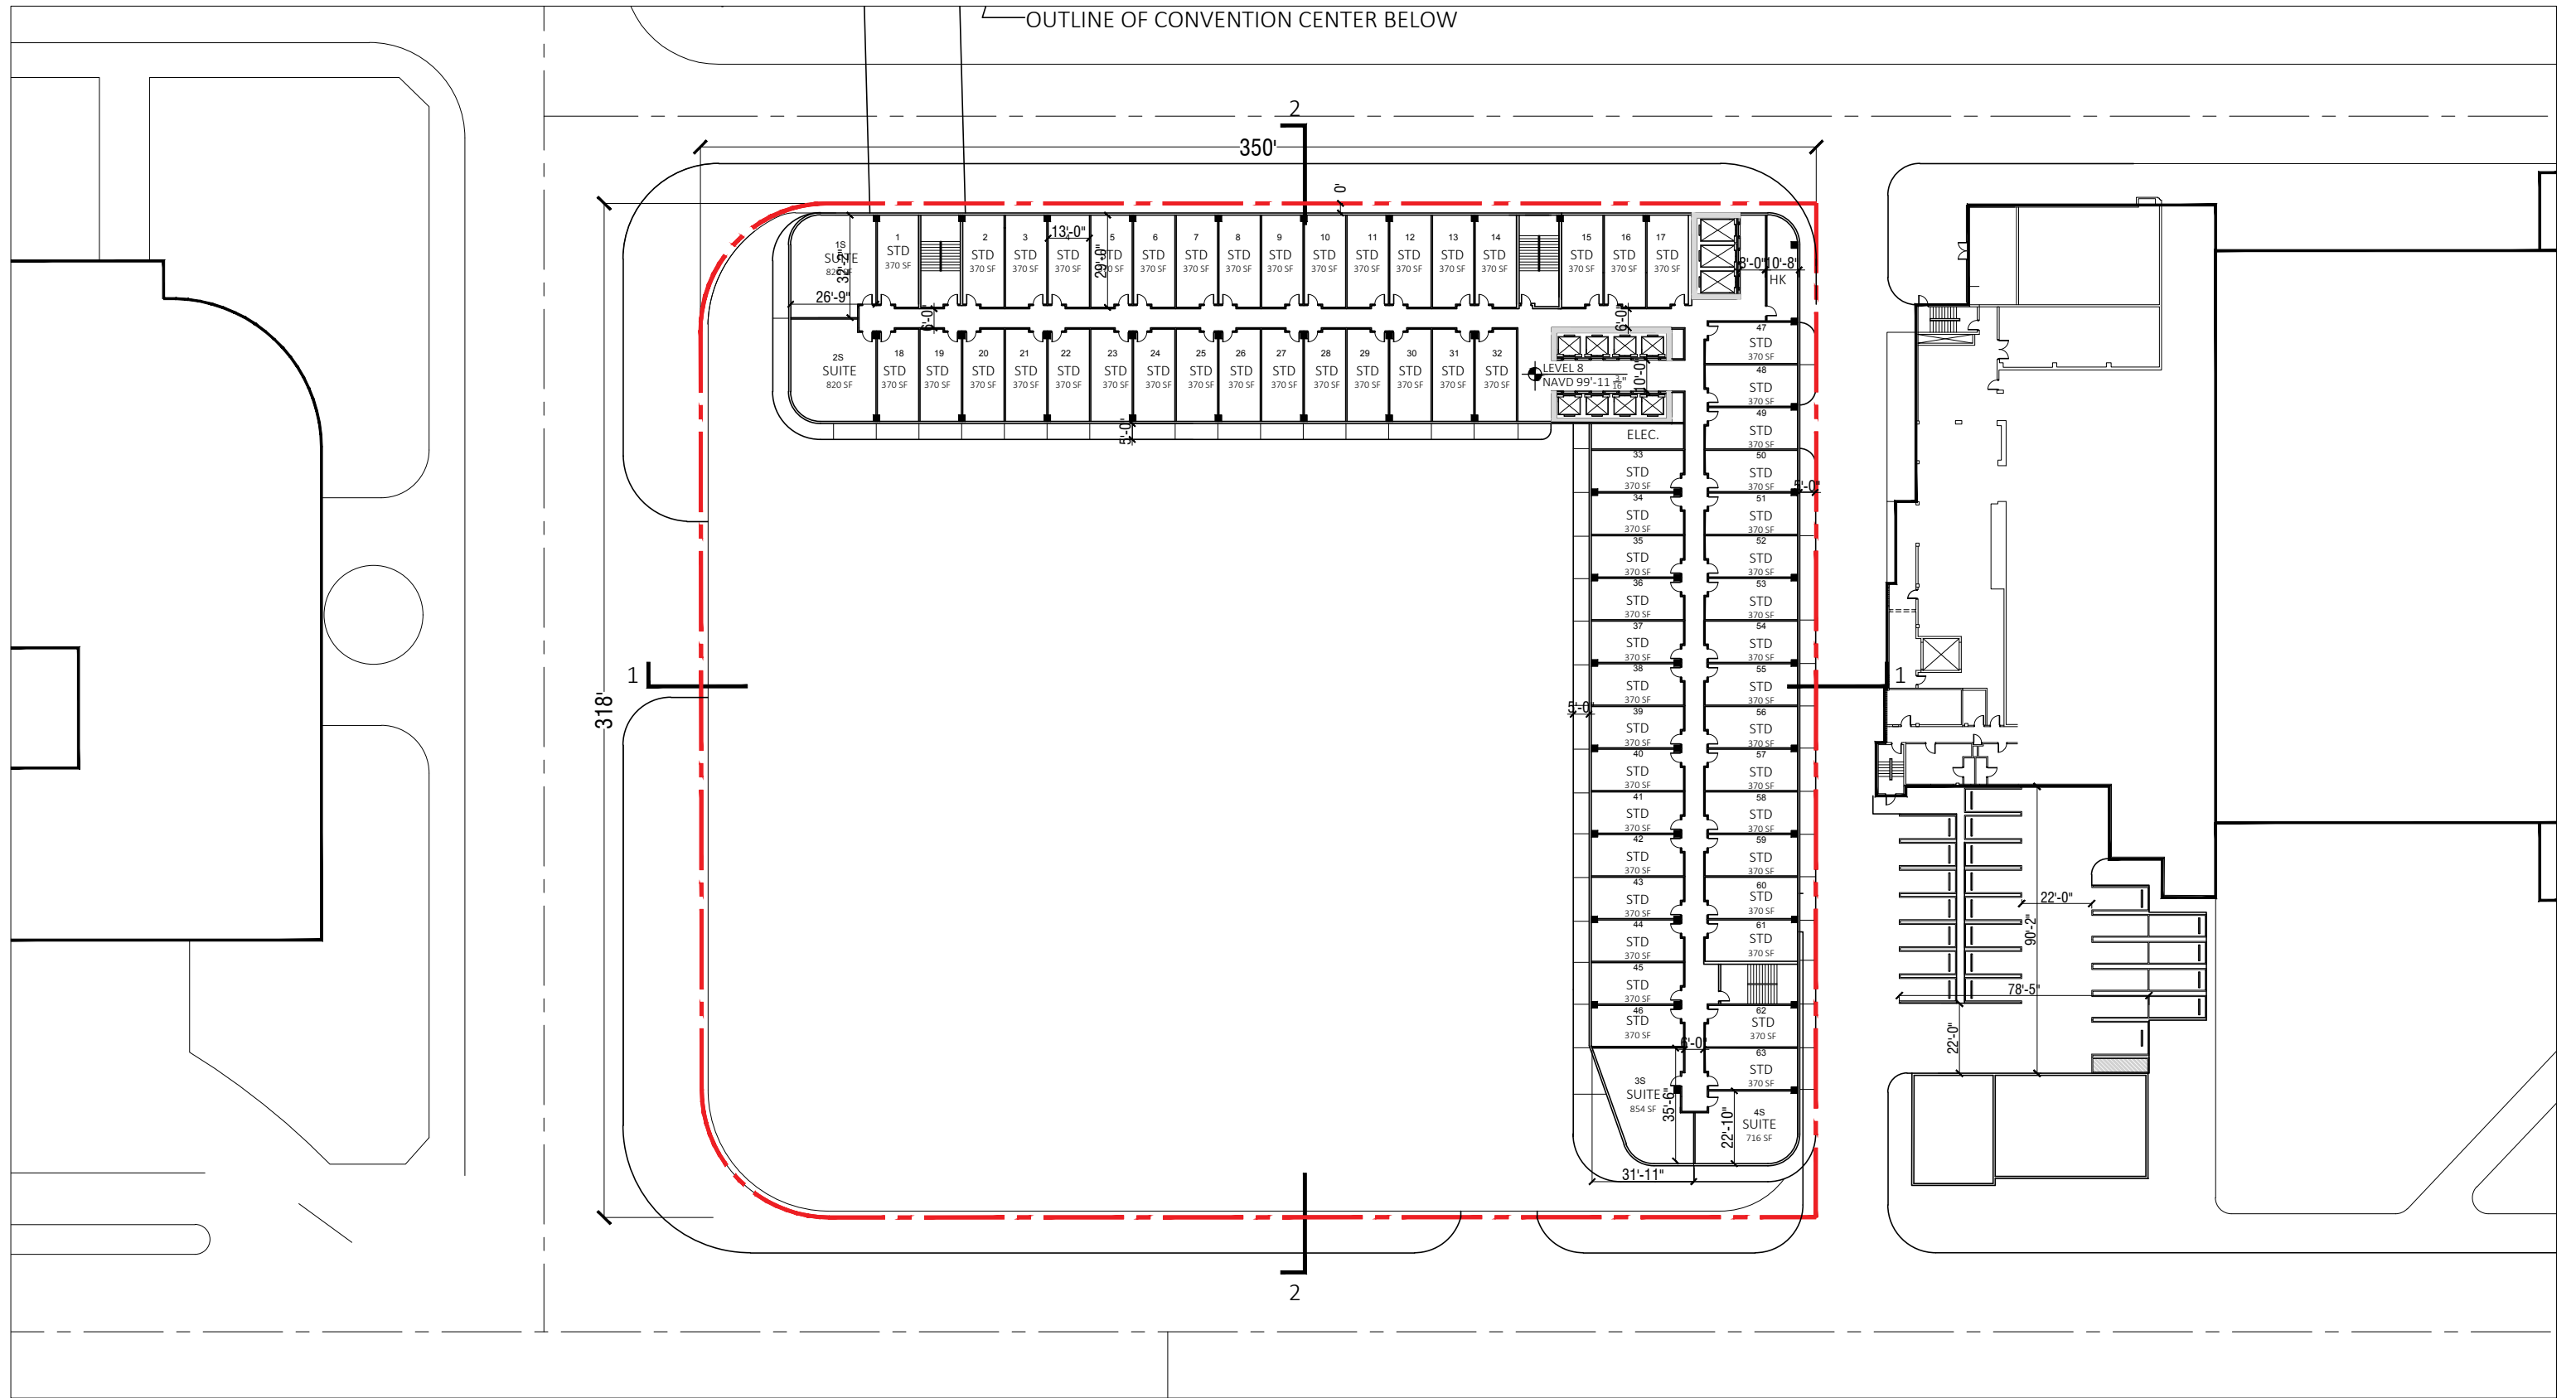 OUTLINE OF CONVENTION CENTER BELOW
2
350'
0'
318'
1S
SUITE
32'-2"
26'-9"
1
STD
370 SF
2
STD
370 SF
3
STD
370 SF
13'-0"
STD
370 SF
5
STD
29'-0"
6
STD
370 SF
7
STD
370 SF
8
STD
370 SF
9
STD
370 SF
10
STD
370 SF
11
STD
370 SF
12
STD
370 SF
13
STD
370 SF
14
STD
370 SF
15
STD
370 SF
16
STD
370 SF
17
STD
370 SF
8'-0"
10'-8"
HK
6'-0"
6'-0"
2S
SUITE
820 SF
18
STD
370 SF
19
STD
370 SF
20
STD
370 SF
21
STD
370 SF
22
STD
370 SF
23
STD
370 SF
24
STD
370 SF
25
STD
370 SF
26
STD
370 SF
27
STD
370 SF
28
STD
370 SF
29
STD
370 SF
30
STD
370 SF
31
STD
370 SF
32
STD
370 SF
LEVEL 8
NAVD 99'-11
10'-0"
5'-0"
ELEC.
47
STD
370 SF
48
STD
370 SF
49
STD
370 SF
33
STD
370 SF
50
STD
370 SF
5'-0"
34
STD
370 SF
51
STD
370 SF
35
STD
370 SF
52
STD
370 SF
36
STD
370 SF
53
STD
370 SF
37
STD
370 SF
54
STD
370 SF
38
STD
370 SF
55
STD
370 SF
1
1
5'-0"
39
STD
370 SF
56
STD
370 SF
40
STD
370 SF
57
STD
370 SF
41
STD
370 SF
58
STD
370 SF
42
STD
370 SF
59
STD
370 SF
43
STD
370 SF
60
STD
370 SF
44
STD
370 SF
61
STD
370 SF
45
STD
370 SF
46
STD
370 SF
62
STD
370 SF
6'-0"
63
STD
370 SF
3S
SUITE
854 SF
35'-6"
4S
SUITE
716 SF
22'-10"
31'-11"
22'-0"
90'-2"
78'-5"
22'-0"
2